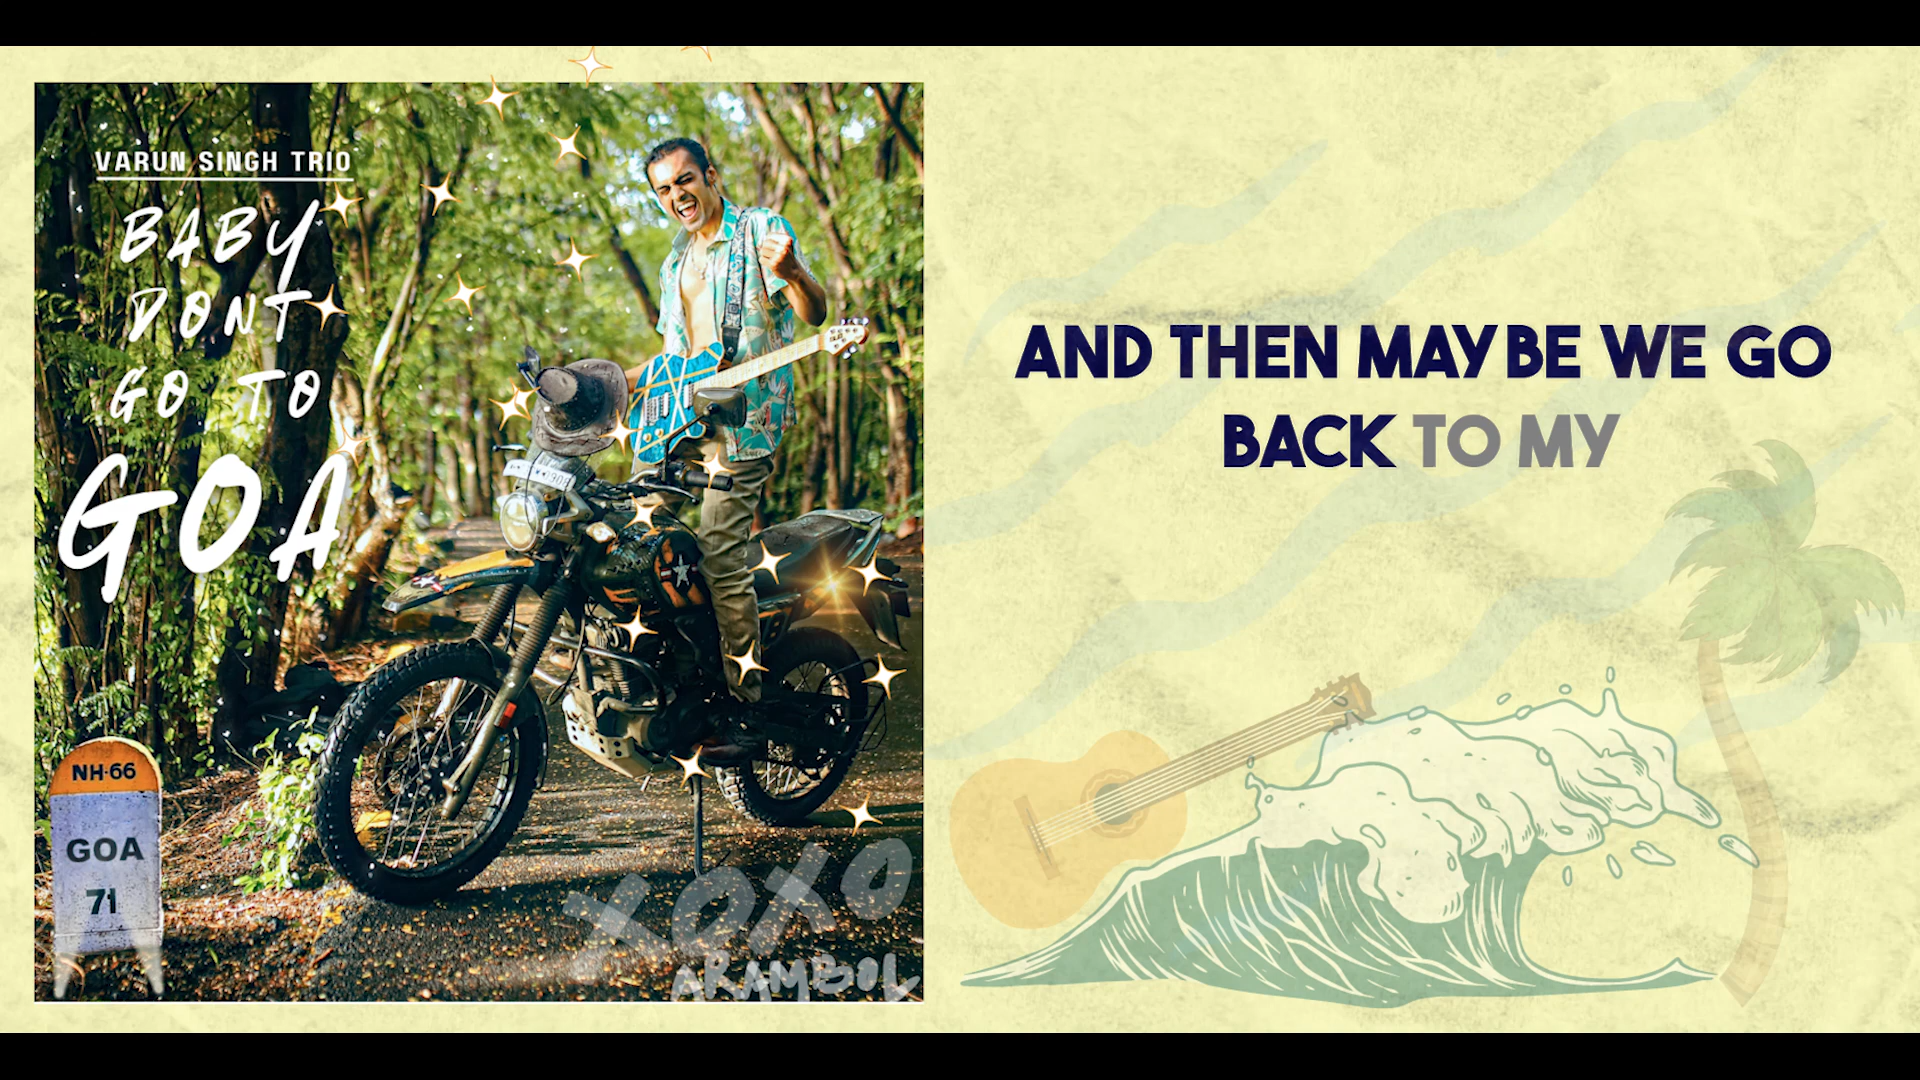 VARUN SINGH TRIO
BABY
DONT
GO TO
GOA
NH-66
GOA
71
XOXO
ARAMBOL
AND THEN MAYBE WE GO
BACK TO MY